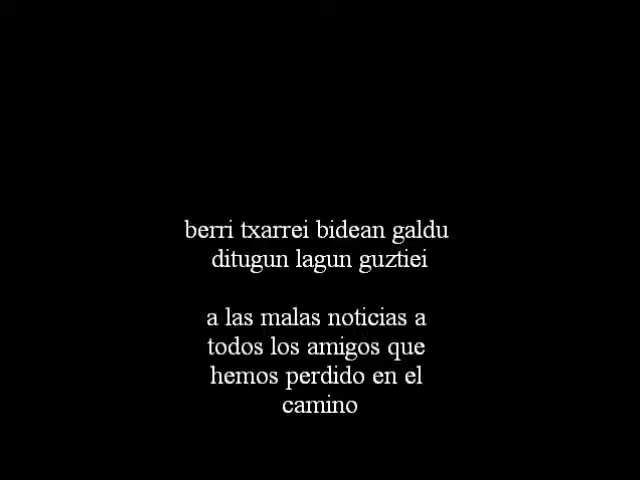 berri txarrei bidean galdu
ditugun lagun guztiei
a las malas noticias a
todos los amigos que
hemos perdido en el
camino